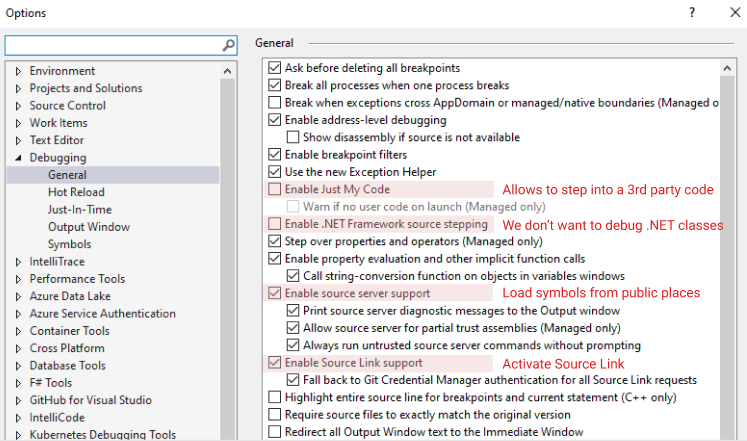 Options
General
Environment
Projects and Solutions
Source Control
Work Items
Text Editor
Debugging
General
Hot Reload
Just-In-Time
Output Window
Symbols
IntelliTrace
Performance Tools
Azure Data Lake
Azure Service Authentication
Container Tools
Cross Platform
Database Tools
F# Tools
GitHub for Visual Studio
IntelliCode
Kubernetes Debugging Tools
Ask before deleting all breakpoints
Break all processes when one process breaks
Break when exceptions cross AppDomain or managed/native boundaries (Managed o
Enable address-level debugging
Show disassembly if source is not available
Enable breakpoint filters
Use the new Exception Helper
Enable Just My Code Allows to step into a 3rd party code
Warn if no user code on launch (Managed only)
Enable .NET Framework source stepping We don't want to debug .NET classes
Step over properties and operators (Managed only)
Enable property evaluation and other implicit function calls
Call string-conversion function on objects in variables windows
Enable source server support Load symbols from public places
Print source server diagnostic messages to the Output window
Allow source server for partial trust assemblies (Managed only)
Always run untrusted source server commands without prompting
Enable Source Link support Activate Source Link
Fall back to Git Credential Manager authentication for all Source Link requests
Highlight entire source line for breakpoints and current statement (C++ only)
Require source files to exactly match the original version
Redirect all Output Window text to the Immediate Window